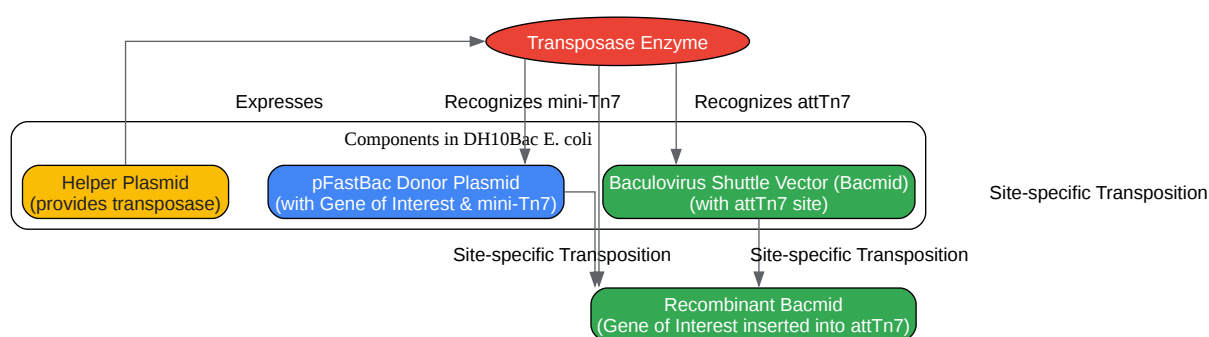 Transposase Enzyme
Expresses
Recognizes mini-Tn7
Recognizes attTn7
Components in DH10Bac E. coli
Helper Plasmid
(provides transposase)
pFastBac Donor Plasmid
(with Gene of Interest & mini-Tn7)
Baculovirus Shuttle Vector (Bacmid)
(with attTn7 site)
Site-specific Transposition
Site-specific Transposition
Site-specific Transposition
Recombinant Bacmid
(Gene of Interest inserted into attTn7)